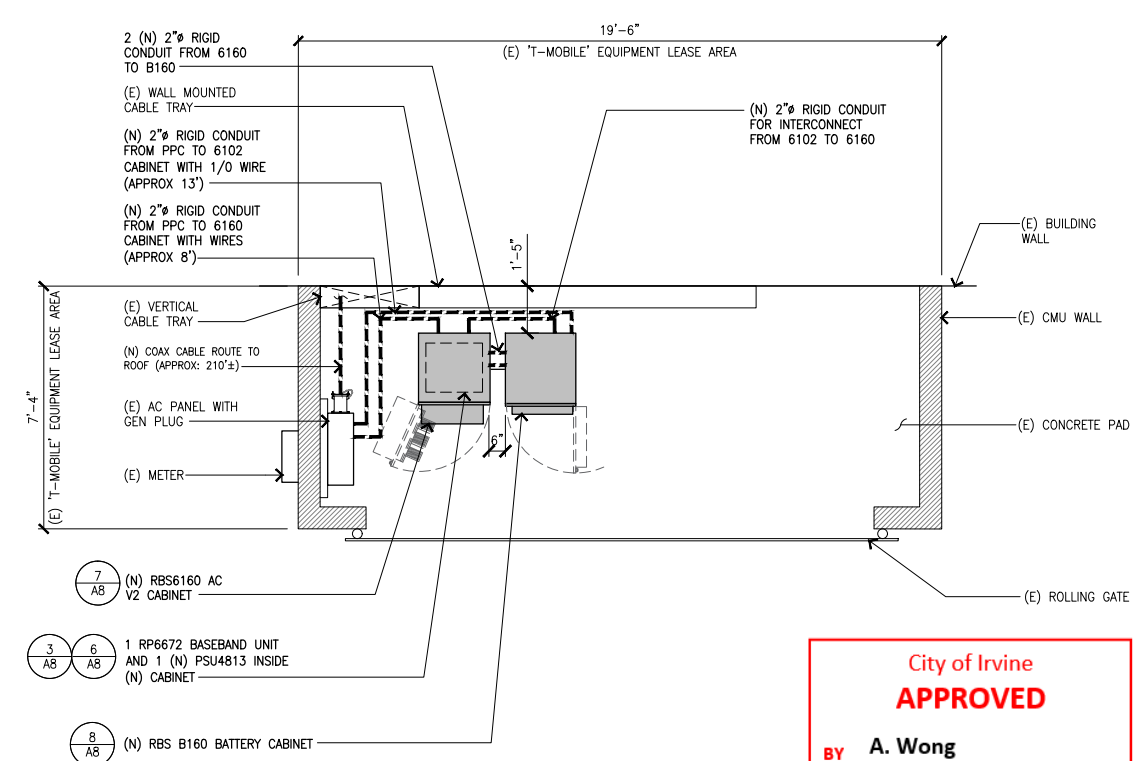 2 (N) 2"ø RIGID
CONDUIT FROM 6160
TO B160
(E) WALL MOUNTED
CABLE TRAY
(N) 2"ø RIGID CONDUIT
FROM PPC TO 6102
CABINET WITH 1/0 WIRE
(APPROX 13')
(N) 2"ø RIGID CONDUIT
FROM PPC TO 6160
CABINET WITH WIRES
(APPROX 8')
19'-6"
(E) 'T-MOBILE' EQUIPMENT LEASE AREA
(N) 2"ø RIGID CONDUIT
FOR INTERCONNECT
FROM 6102 TO 6160
1'-5"
(E) BUILDING
WALL
7'-4"
(E) 'T-MOBILE' EQUIPMENT LEASE AREA
(E) VERTICAL
CABLE TRAY
(N) COAX CABLE ROUTE TO
ROOF (APPROX: 210'±)
(E) AC PANEL WITH
GEN PLUG
(E) METER
6"
(E) CMU WALL
(E) CONCRETE PAD
(E) ROLLING GATE
7
A8
(N) RBS6160 AC
V2 CABINET
3
A8
6
A8
1 RP6672 BASEBAND UNIT
AND 1 (N) PSU4813 INSIDE
(N) CABINET
8
A8
(N) RBS B160 BATTERY CABINET
City of Irvine
APPROVED
BY A. Wong